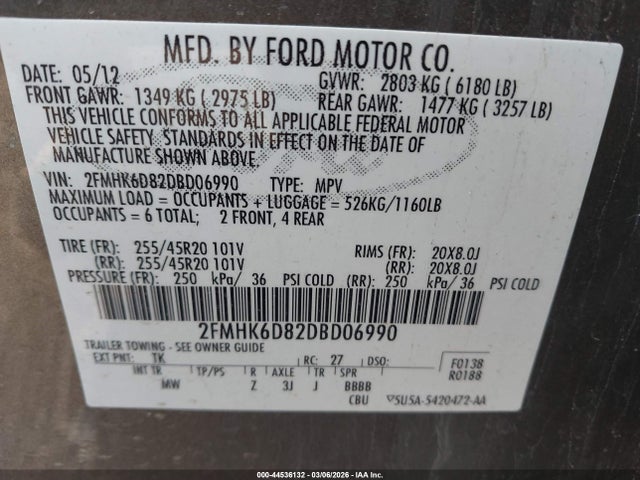 MFD. BY FORD MOTOR CO.
DATE: 05/12 GVWR: 2803 KG ( 6180 LB)
FRONT GAWR: 1349 KG ( 2975 LB) REAR GAWR: 1477 KG ( 3257 LB)
THIS VEHICLE CONFORMS TO ALL APPLICABLE FEDERAL MOTOR
VEHICLE SAFETY. STANDARDS IN EFFECT ON THE DATE OF
MANUFACTURE SHOWN ABOVE.
VIN: 2FMHK6D82DBD06990 TYPE: MPV
MAXIMUM LOAD = OCCUPANTS + LUGGAGE = 526KG/1160LB
OCCUPANTS = 6 TOTAL; 2 FRONT, 4 REAR
TIRE (FR): 255/45R20 101V RIMS (FR): 20X8.0J
(RR): 255/45R20 101V (RR): 20X8.0J
PRESSURE (FR): 250 kPa/ 36 PSI COLD (RR): 250 kPa/ 36 PSI COLD
2FMHK6D82DBD06990
TRAILER TOWING - SEE OWNER GUIDE
EXT PNT: TK RC: 27 DSO: F0138
R0188
INT TR TP/PS R AXLE TR SPR
MW Z 3J J BBBB
CBU 5U5A-5420472-AA
000-44536132 - 03/06/2026 - IAA Inc.